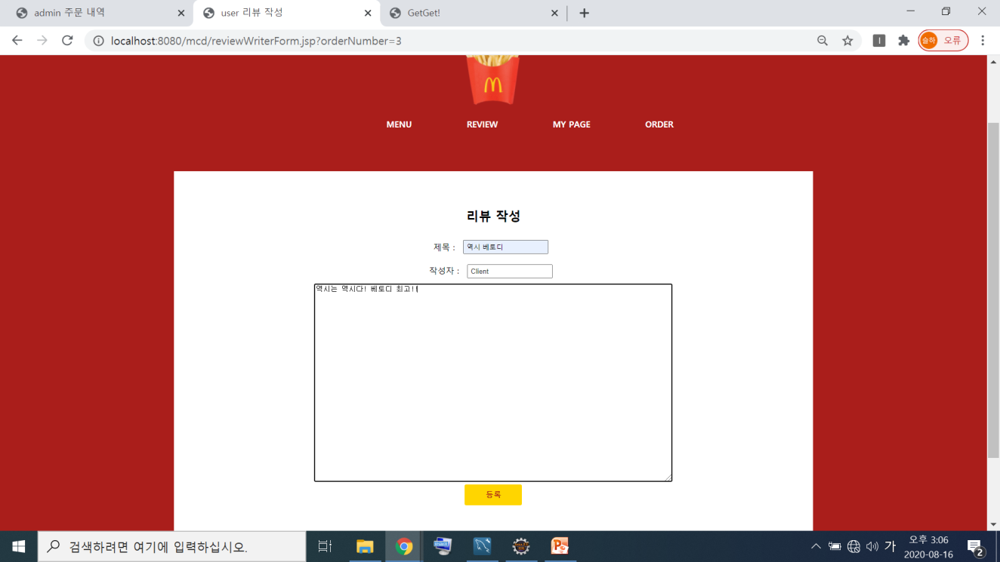 admin 주문 내역
user 리뷰 작성
GetGet!
localhost:8080/mcd/reviewWriterForm.jsp?orderNumber=3
슬하 오류
MENU REVIEW MY PAGE ORDER
리뷰 작성
제목 : 역시 베토디
작성자 : Client
역시는 역시다! 베토디 최고!!
등록
검색하려면 여기에 입력하십시오.
가
오후 3:06
2020-08-16
2